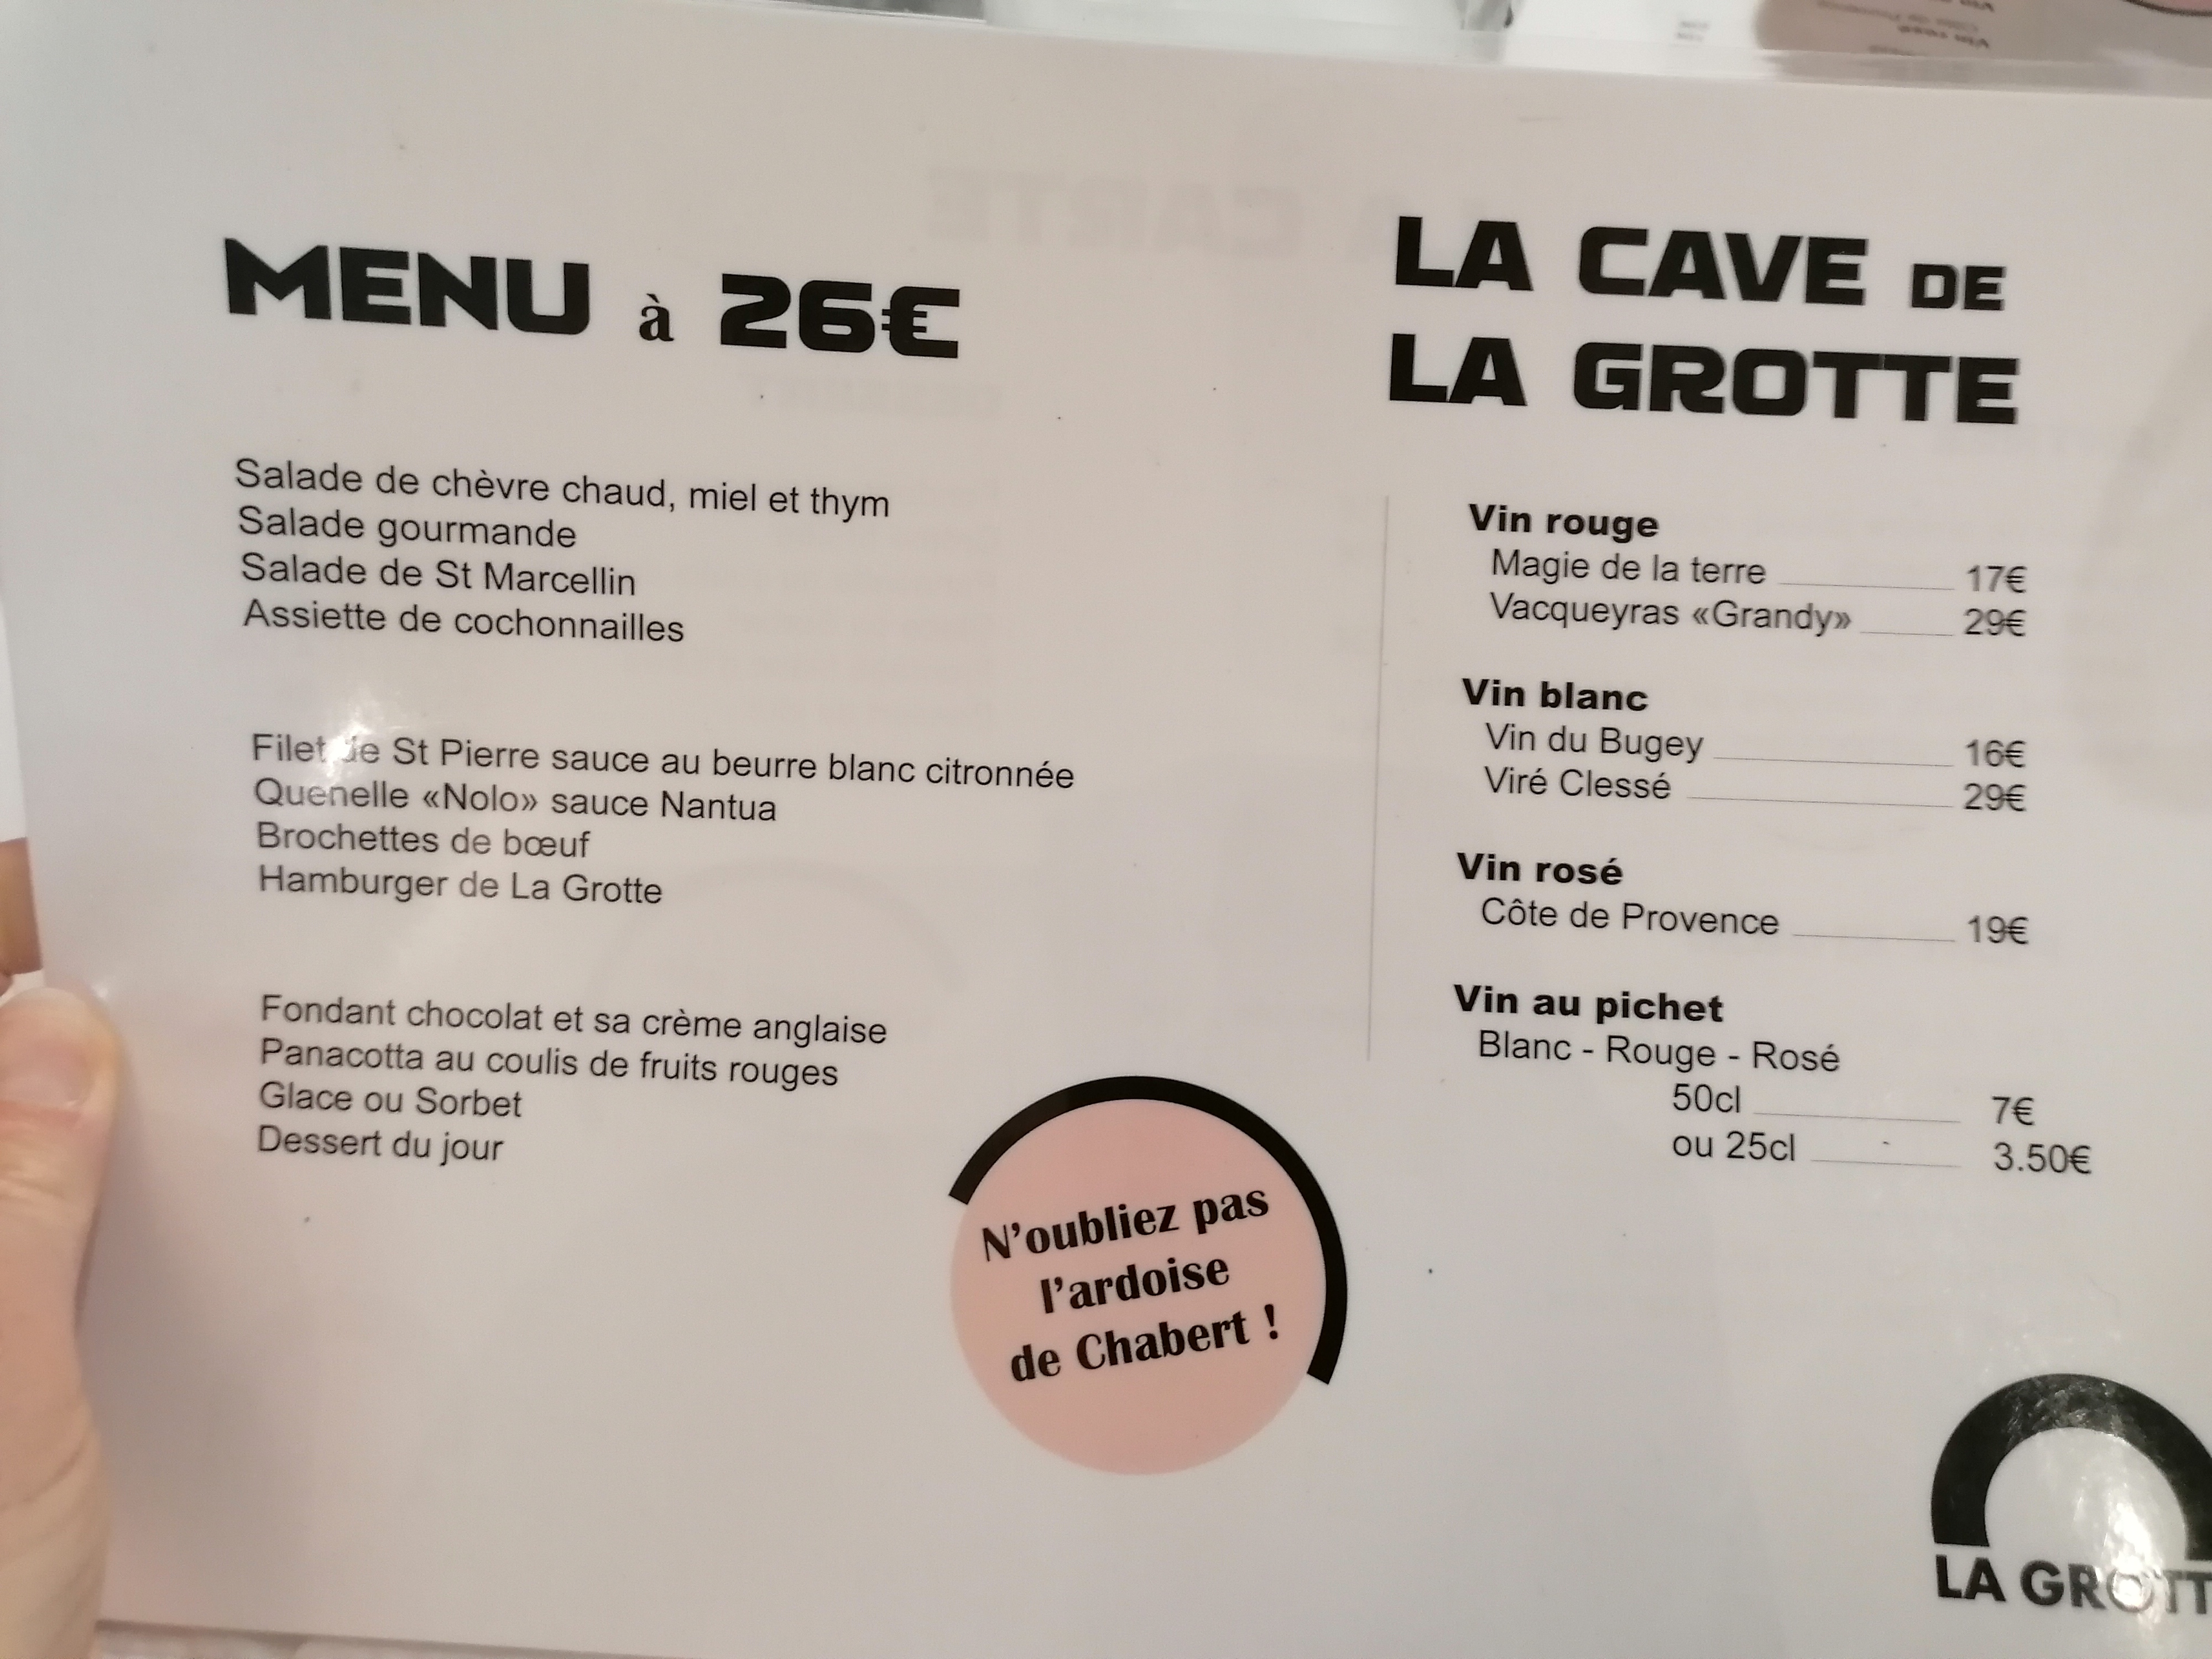 MENU à 26€
Salade de chèvre chaud, miel et thym
Salade gourmande
Salade de St Marcellin
Assiette de cochonnailles
Filet de St Pierre sauce au beurre blanc citronnée
Quenelle «Nolo» sauce Nantua
Brochettes de bœuf
Hamburger de La Grotte
Fondant chocolat et sa crème anglaise
Panacotta au coulis de fruits rouges
Glace ou Sorbet
Dessert du jour
N'oubliez pas
l'ardoise
de Chabert !
LA CAVE DE
LA GROTTE
Vin rouge
Magie de la terre 17€
Vacqueyras «Grandy» 29€
Vin blanc
Vin du Bugey 16€
Viré Clessé 29€
Vin rosé
Côte de Provence 19€
Vin au pichet
Blanc - Rouge - Rosé
50cl 7€
ou 25cl 3.50€
LA GROTT